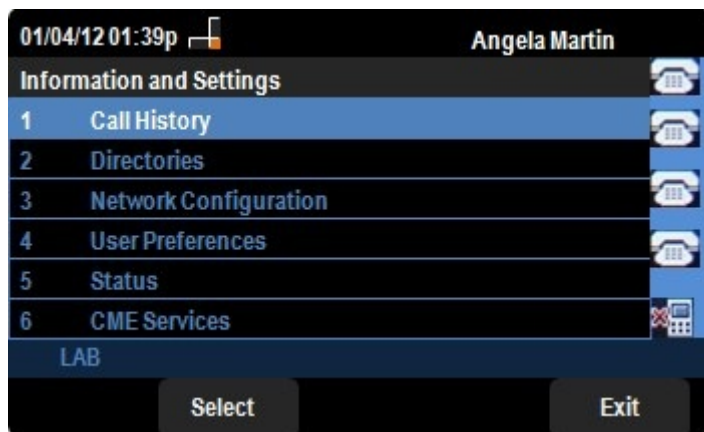 01/04/12 01:39p Angela Martin
Information and Settings
1 Call History
2 Directories
3 Network Configuration
4 User Preferences
5 Status
6 CME Services
LAB
Select Exit